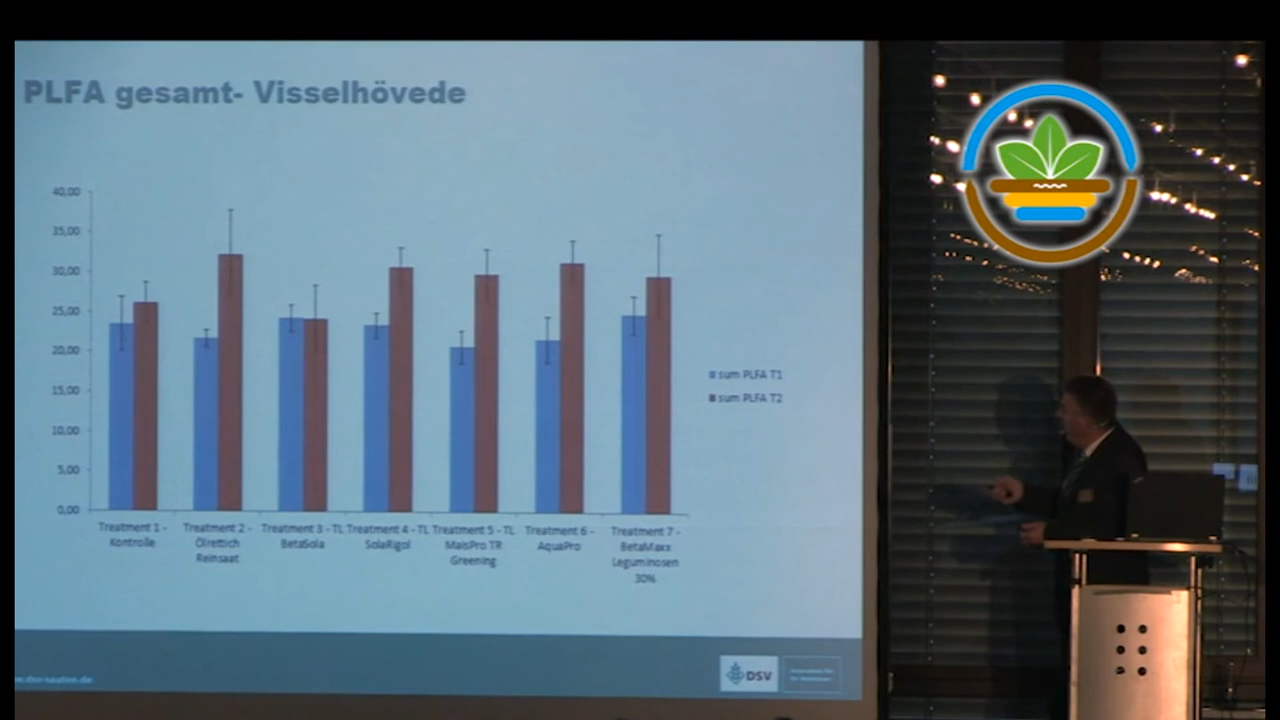 PLFA gesamt- Visselhövede
40,00
35,00
30,00
25,00
20,00
15,00
10,00
5,00
0,00
sum PLFA T1
sum PLFA T2
Treatment 1 -
Kontrolle
Treatment 2 -
Ölrettich
Reinsaat
Treatment 3 - TL
BetaSola
Treatment 4 - TL
SolaRigol
Treatment 5 - TL
MaisPro TR
Greening
Treatment 6 -
AquaPro
Treatment 7 -
BetaMaxx
Leguminosen
30%
DSV